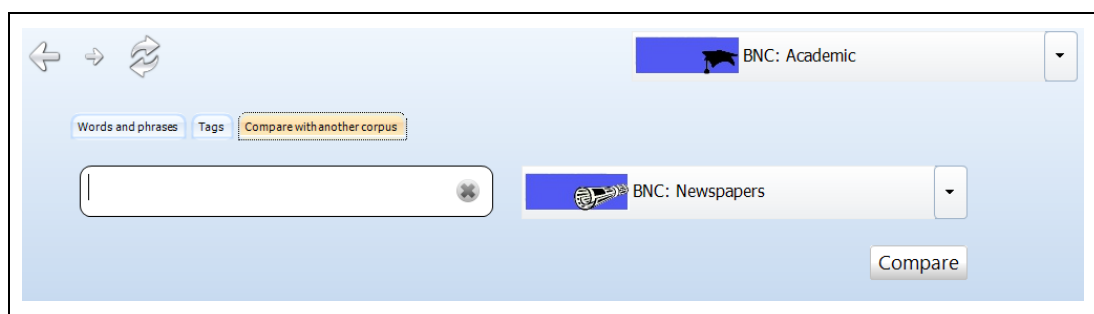 BNC: Academic
Words and phrases Tags Compare with another corpus
BNC: Newspapers
Compare